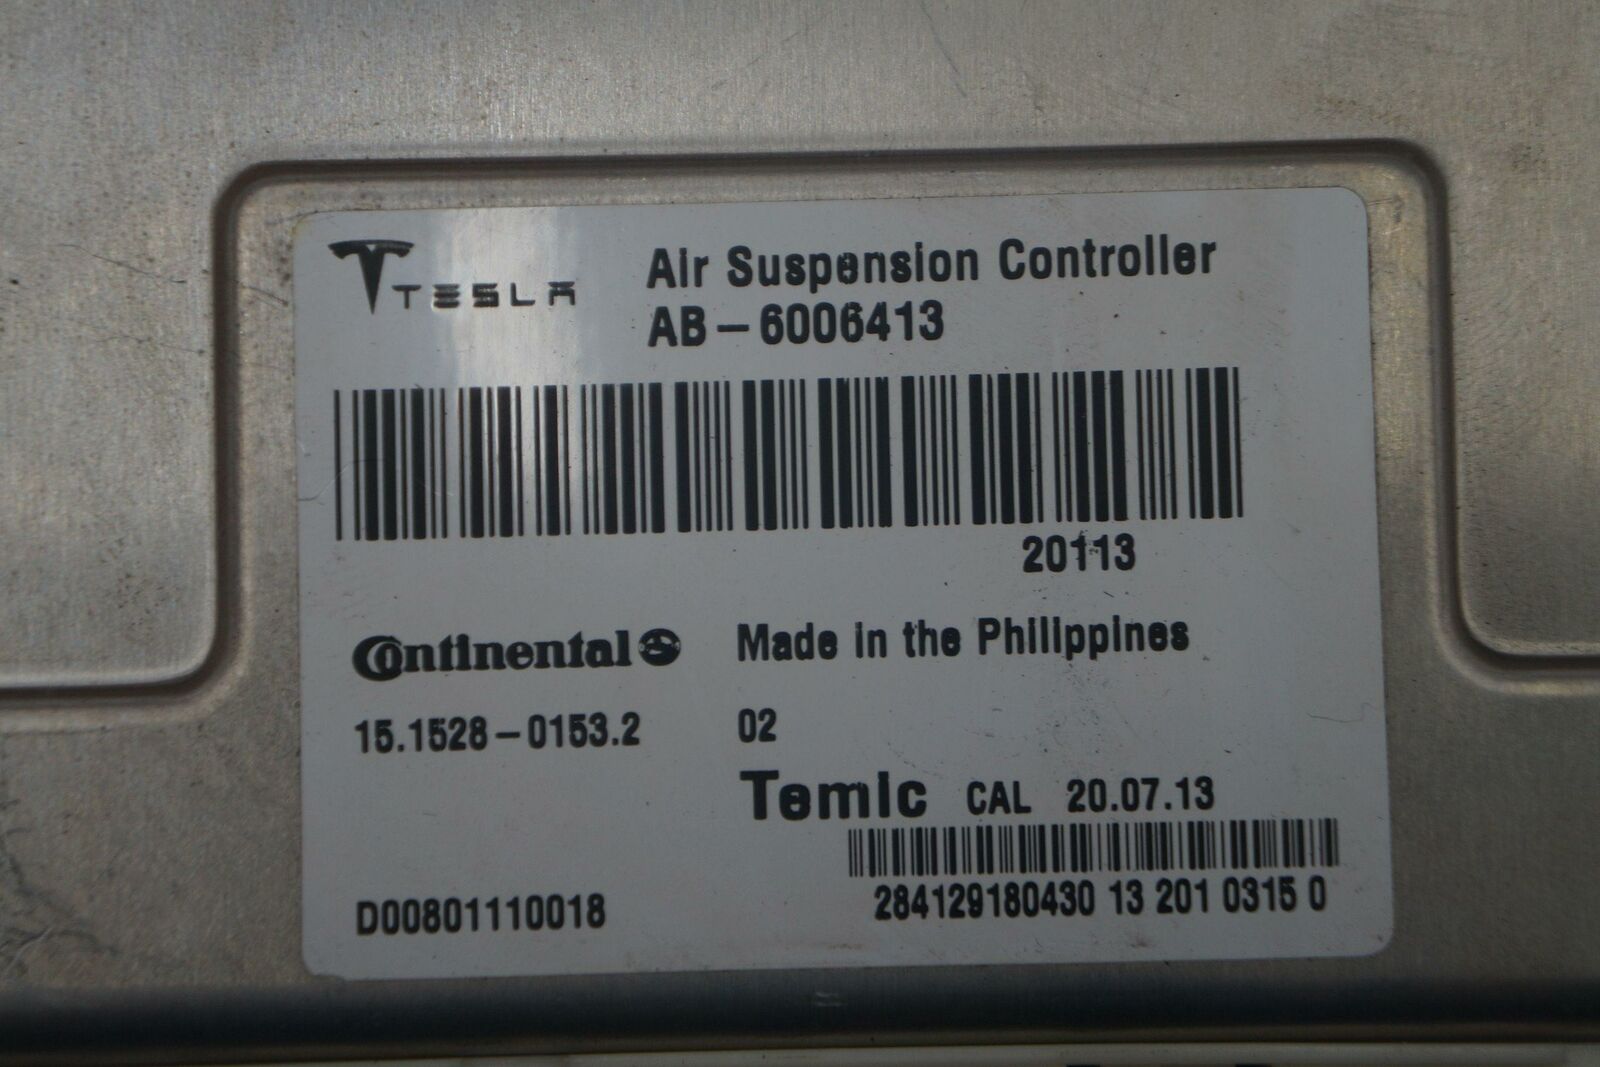 TESLA
Air Suspension Controller
AB-6006413
20113
Continental
Made in the Philippines
15.1528-0153.2
02
Temic CAL 20.07.13
284129180430 13 201 0315 0
D00801110018